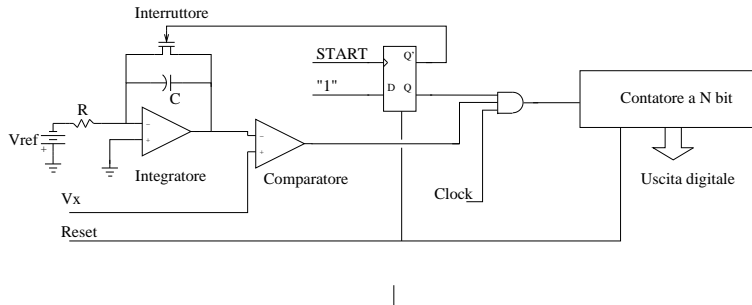 Interruttore
START
Q'
"1"
D
Q
C
R
−
+
Vref
+
−
+
Contatore a N bit
Integratore
Comparatore
Clock
Uscita digitale
Vx
Reset